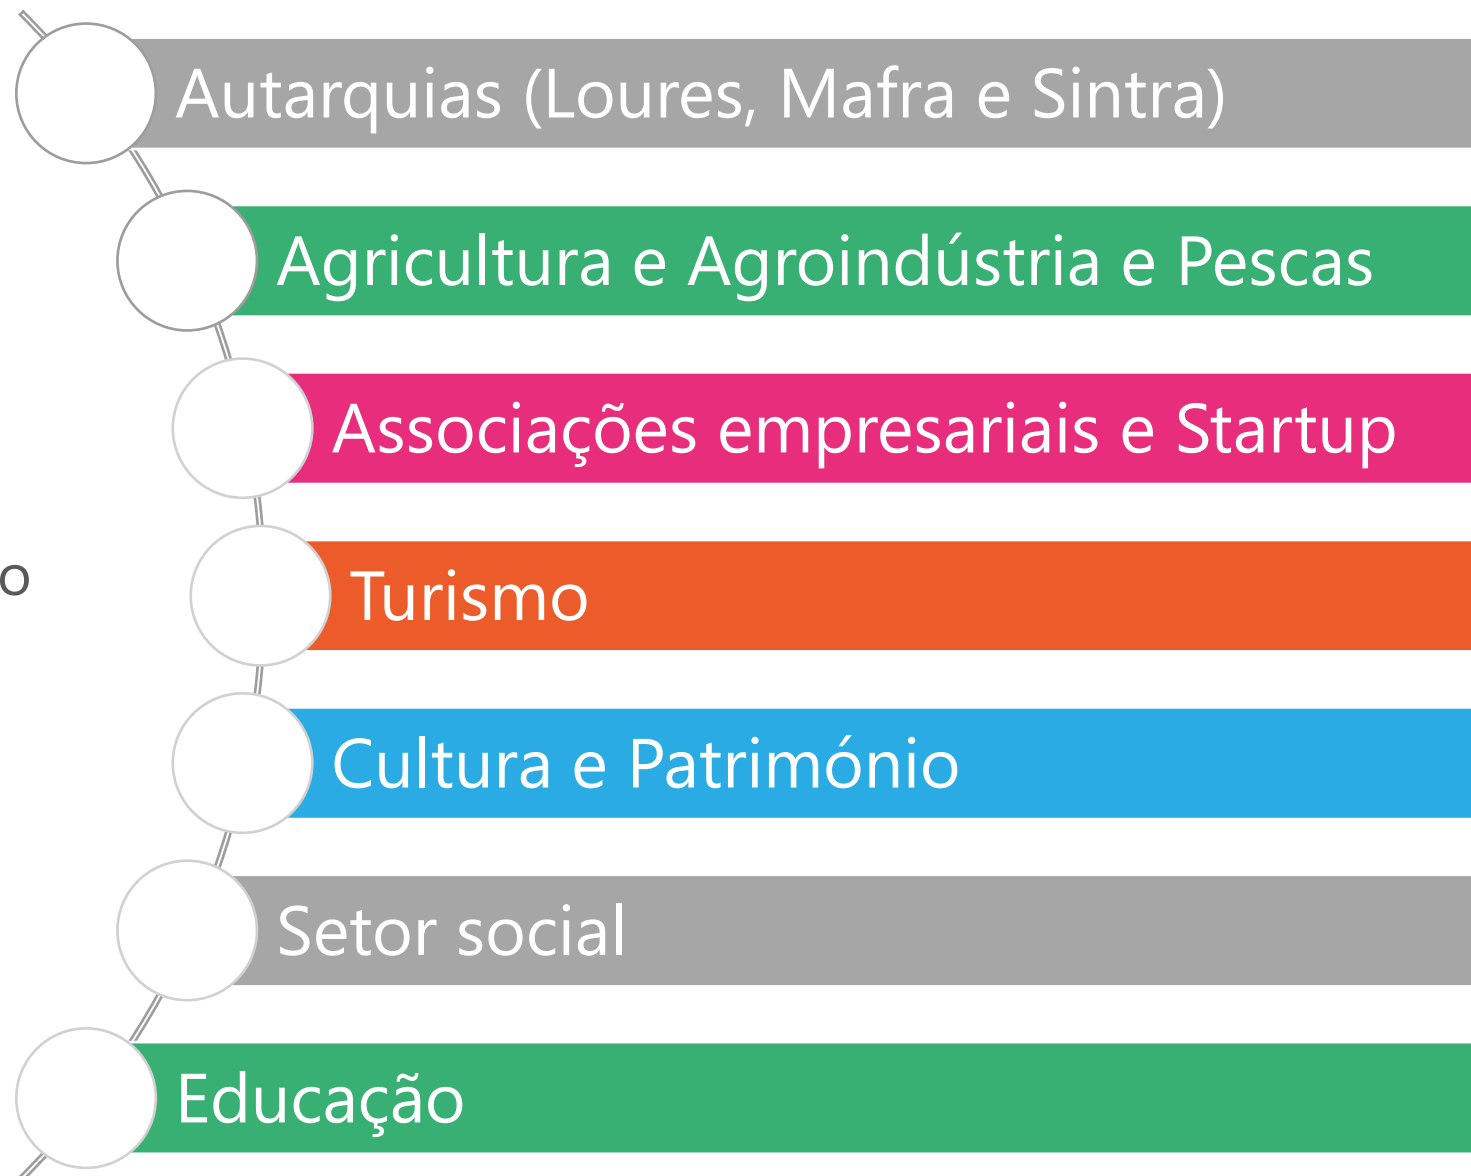 Autarquias (Loures, Mafra e Sintra)
Agricultura e Agroindústria e Pescas
Associações empresariais e Startup
o
Turismo
Cultura e Património
Setor social
Educação